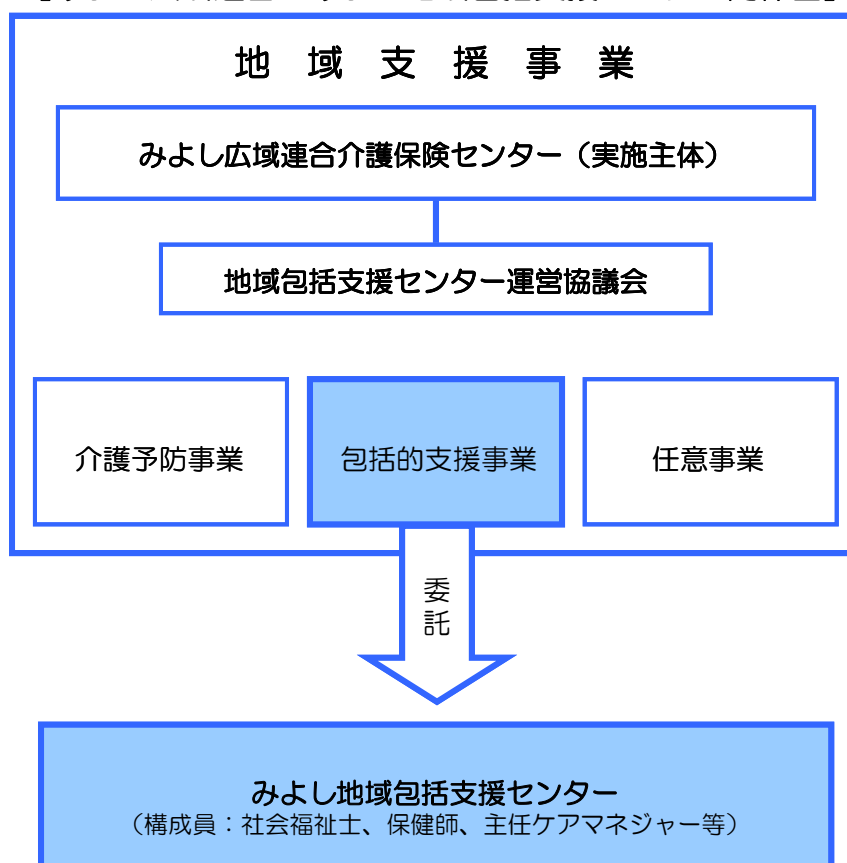 地域支援事業
みよし広域連合介護保険センター（実施主体）
地域包括支援センター運営協議会
介護予防事業
包括的支援事業
任意事業
委託
みよし地域包括支援センター
（構成員：社会福祉士、保健師、主任ケアマネジャー等）